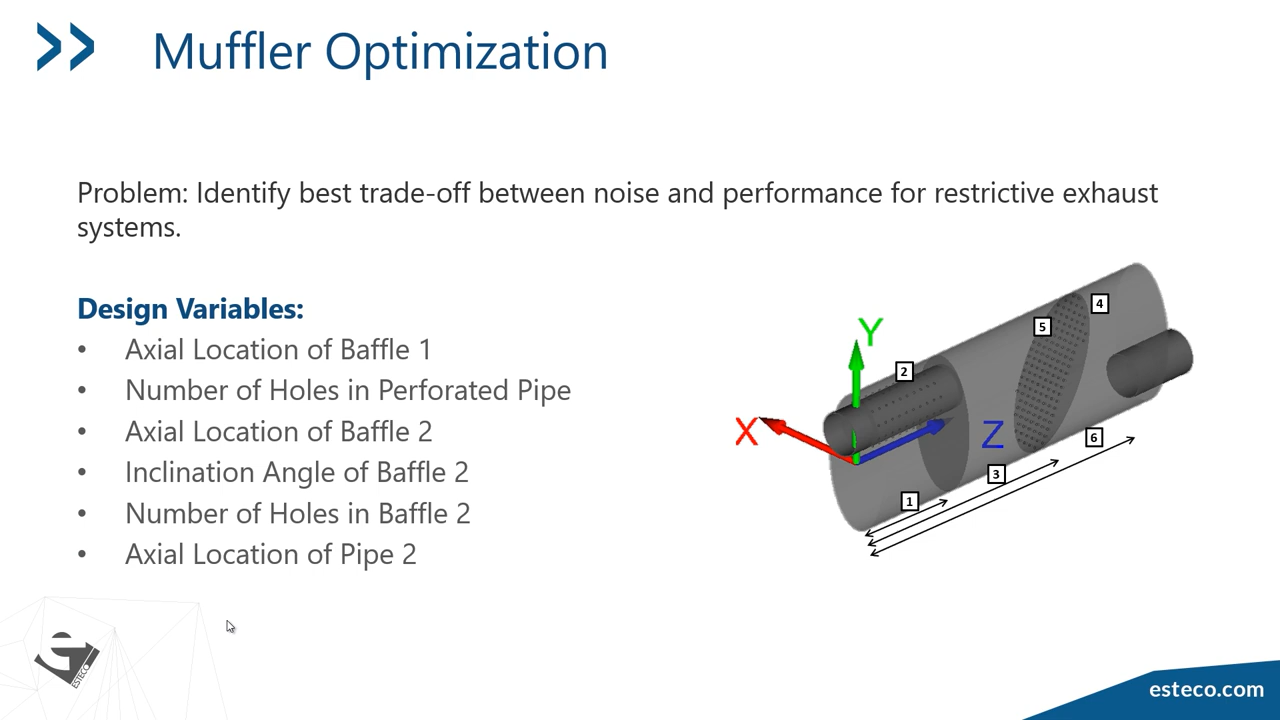 Muffler Optimization
Problem: Identify best trade-off between noise and performance for restrictive exhaust
systems.
Design Variables:
• Axial Location of Baffle 1
• Number of Holes in Perforated Pipe
• Axial Location of Baffle 2
• Inclination Angle of Baffle 2
• Number of Holes in Baffle 2
• Axial Location of Pipe 2
4
5
Y
2
X
Z
6
3
1
ESTECO
esteco.com